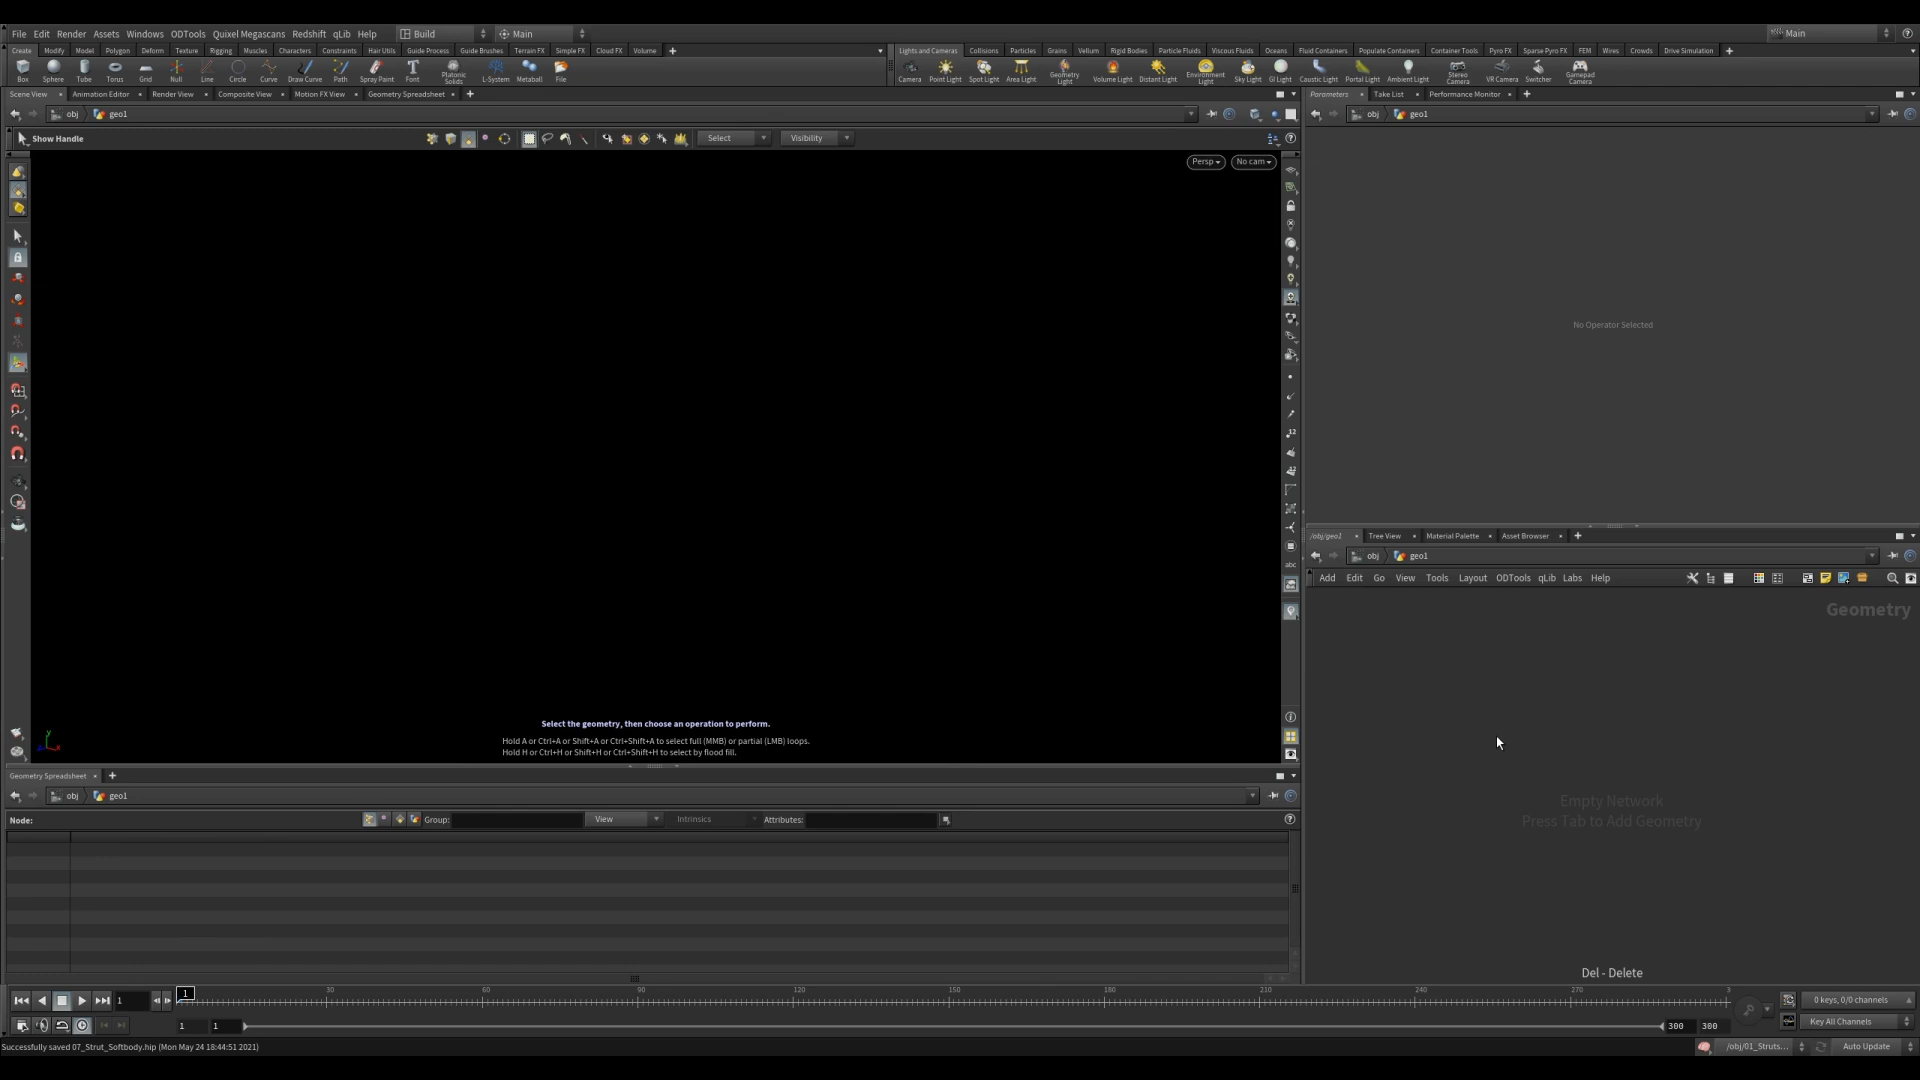 File Edit Render Assets Windows ODTools Quixel Megascans Redshift qLib Help Build Main Main
Create Modify Model Polygon Deform Texture Rigging Muscles Characters Constraints Hair Utils Guide Process Guide Brushes Terrain FX Simple FX Cloud FX Volume
Lights and Cameras Collisions Particles Grains Vellum Rigid Bodies Particle Fluids Viscous Fluids Oceans Fluid Containers Populate Containers Container Tools Pyro FX Sparse Pyro FX FEM Wires Crowds Drive Simulation
Box Sphere Tube Torus Grid Null Line Circle Curve Draw Curve Path Spray Paint Font Platonic Solids L-System Metaball File
Camera Point Light Spot Light Area Light Geometry Light Volume Light Distant Light Environment Light Sky Light GI Light Caustic Light Portal Light Ambient Light Stereo Camera VR Camera Switcher Gamepad Camera
Scene View Animation Editor Render View Composite View Motion FX View Geometry Spreadsheet
obj geo1
Show Handle Select Visibility
Persp No cam
12
12
abc
Select the geometry, then choose an operation to perform.
Hold A or Ctrl+A or Shift+A or Ctrl+Shift+A to select full (MMB) or partial (LMB) loops.
Hold H or Ctrl+H or Shift+H or Ctrl+Shift+H to select by flood fill.
y
x
Parameters Take List Performance Monitor
obj geo1
No Operator Selected
/obj/geo1 Tree View Material Palette Asset Browser
obj geo1
Add Edit Go View Tools Layout ODTools qLib Labs Help
Geometry
Empty Network
Press Tab to Add Geometry
Del - Delete
Geometry Spreadsheet
obj geo1
Node: Group: View Intrinsics Attributes:
1 1 30 60 90 120 150 180 210 240 270 3
0 keys, 0/0 channels
1 1 300 300 Key All Channels
Successfully saved 07_Strut_Softbody.hip (Mon May 24 18:44:51 2021) /obj/01_Struts... Auto Update